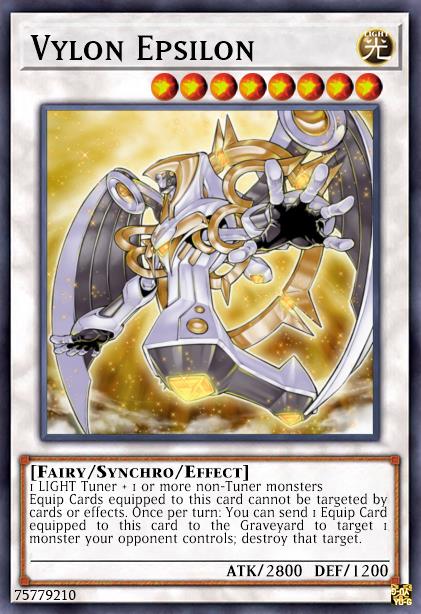 Vylon Epsilon
LIGHT
光
[Fairy/Synchro/Effect]
1 LIGHT Tuner + 1 or more non-Tuner monsters
Equip Cards equipped to this card cannot be targeted by
cards or effects. Once per turn: You can send 1 Equip Card
equipped to this card to the Graveyard to target 1
monster your opponent controls; destroy that target.
ATK/2800 DEF/1200
75779210